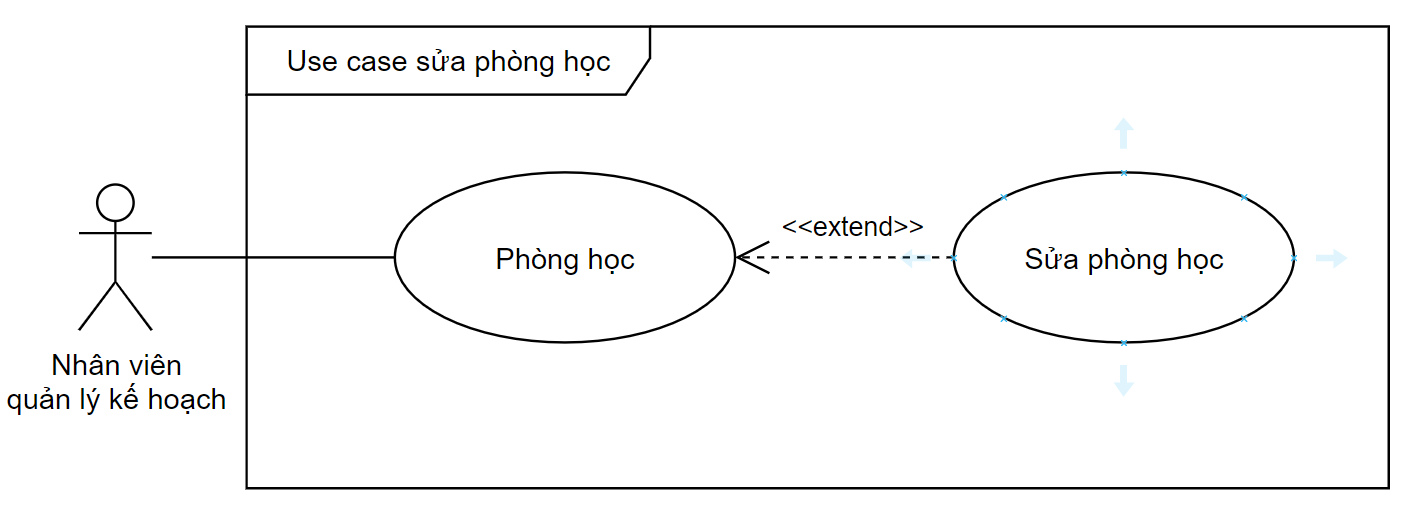 Use case sửa phòng học
<<extend>>
Phòng học
Sửa phòng học
Nhân viên
quản lý kế hoạch